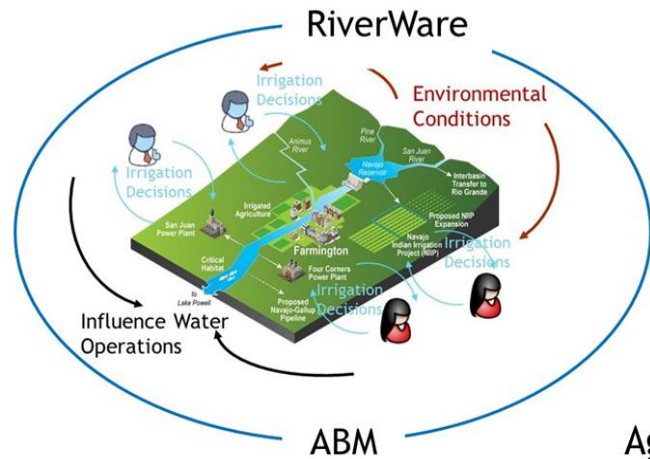 RiverWare
Irrigation
Decisions
Environmental
Conditions
Irrigation
Decisions
Animus
River
Pine
River
San Juan
River
Navajo
Reservoir
Interbasin
Transfer to
Rio Grande
Irrigated
Agriculture
Proposed NIIP
Expansion
San Juan
Power Plant
Farmington
Navajo
Indian Irrigation
Project (NIIP)
Irrigation
Decisions
Critical
Habitat
Four Corners
Power Plant
Irrigation
Decisions
to
Lake Powell
Proposed
Navajo-Gallup
Pipeline
Influence Water
Operations
ABM
Ag